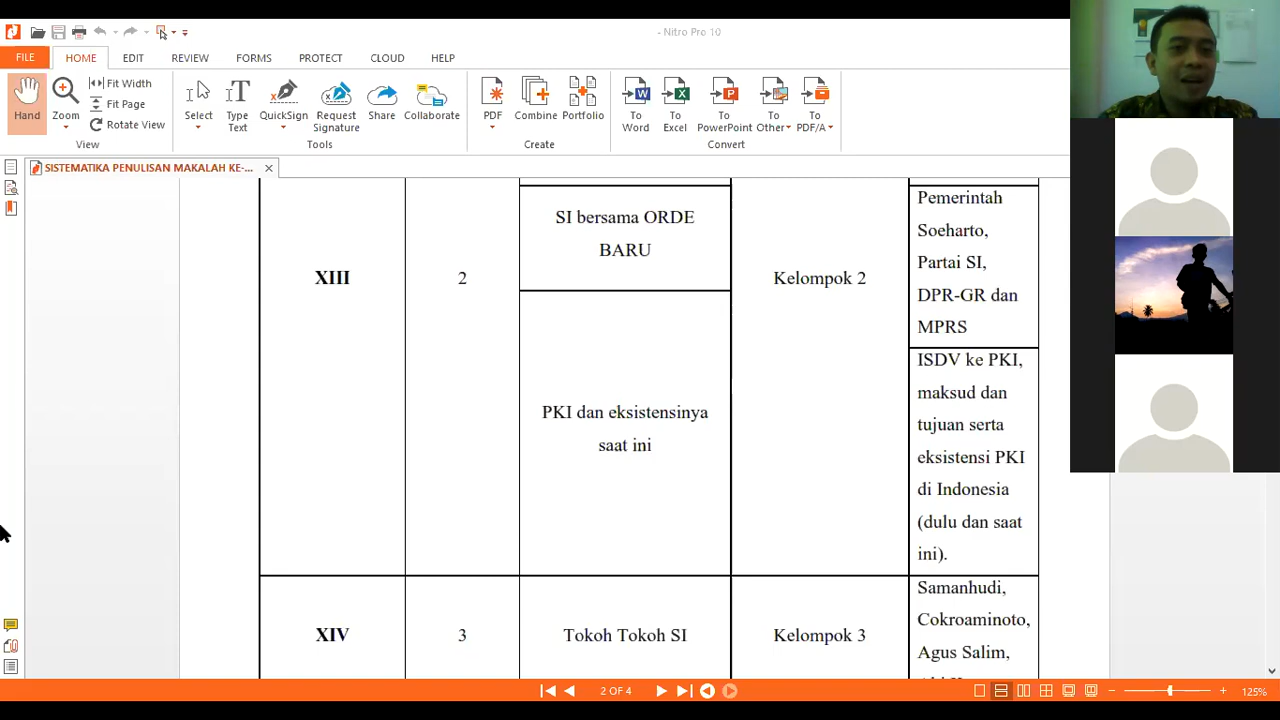 - Nitro Pro 10
FILE
HOME
EDIT
REVIEW
FORMS
PROTECT
CLOUD
HELP
Hand
Zoom
Fit Width
Fit Page
Rotate View
View
Select
Type
Text
QuickSign
Request
Signature
Share
Collaborate
Tools
PDF
Combine
Portfolio
Create
To
Word
To
Excel
To
PowerPoint
To
Other
To
PDF/A
Convert
SISTEMATIKA PENULISAN MAKALAH KE-...
XIII
2
SI bersama ORDE
BARU
PKI dan eksistensinya
saat ini
Kelompok 2
Pemerintah
Soeharto,
Partai SI,
DPR-GR dan
MPRS
ISDV ke PKI,
maksud dan
tujuan serta
eksistensi PKI
di Indonesia
(dulu dan saat
ini).
XIV
3
Tokoh Tokoh SI
Kelompok 3
Samanhudi,
Cokroaminoto,
Agus Salim,
2 OF 4
125%